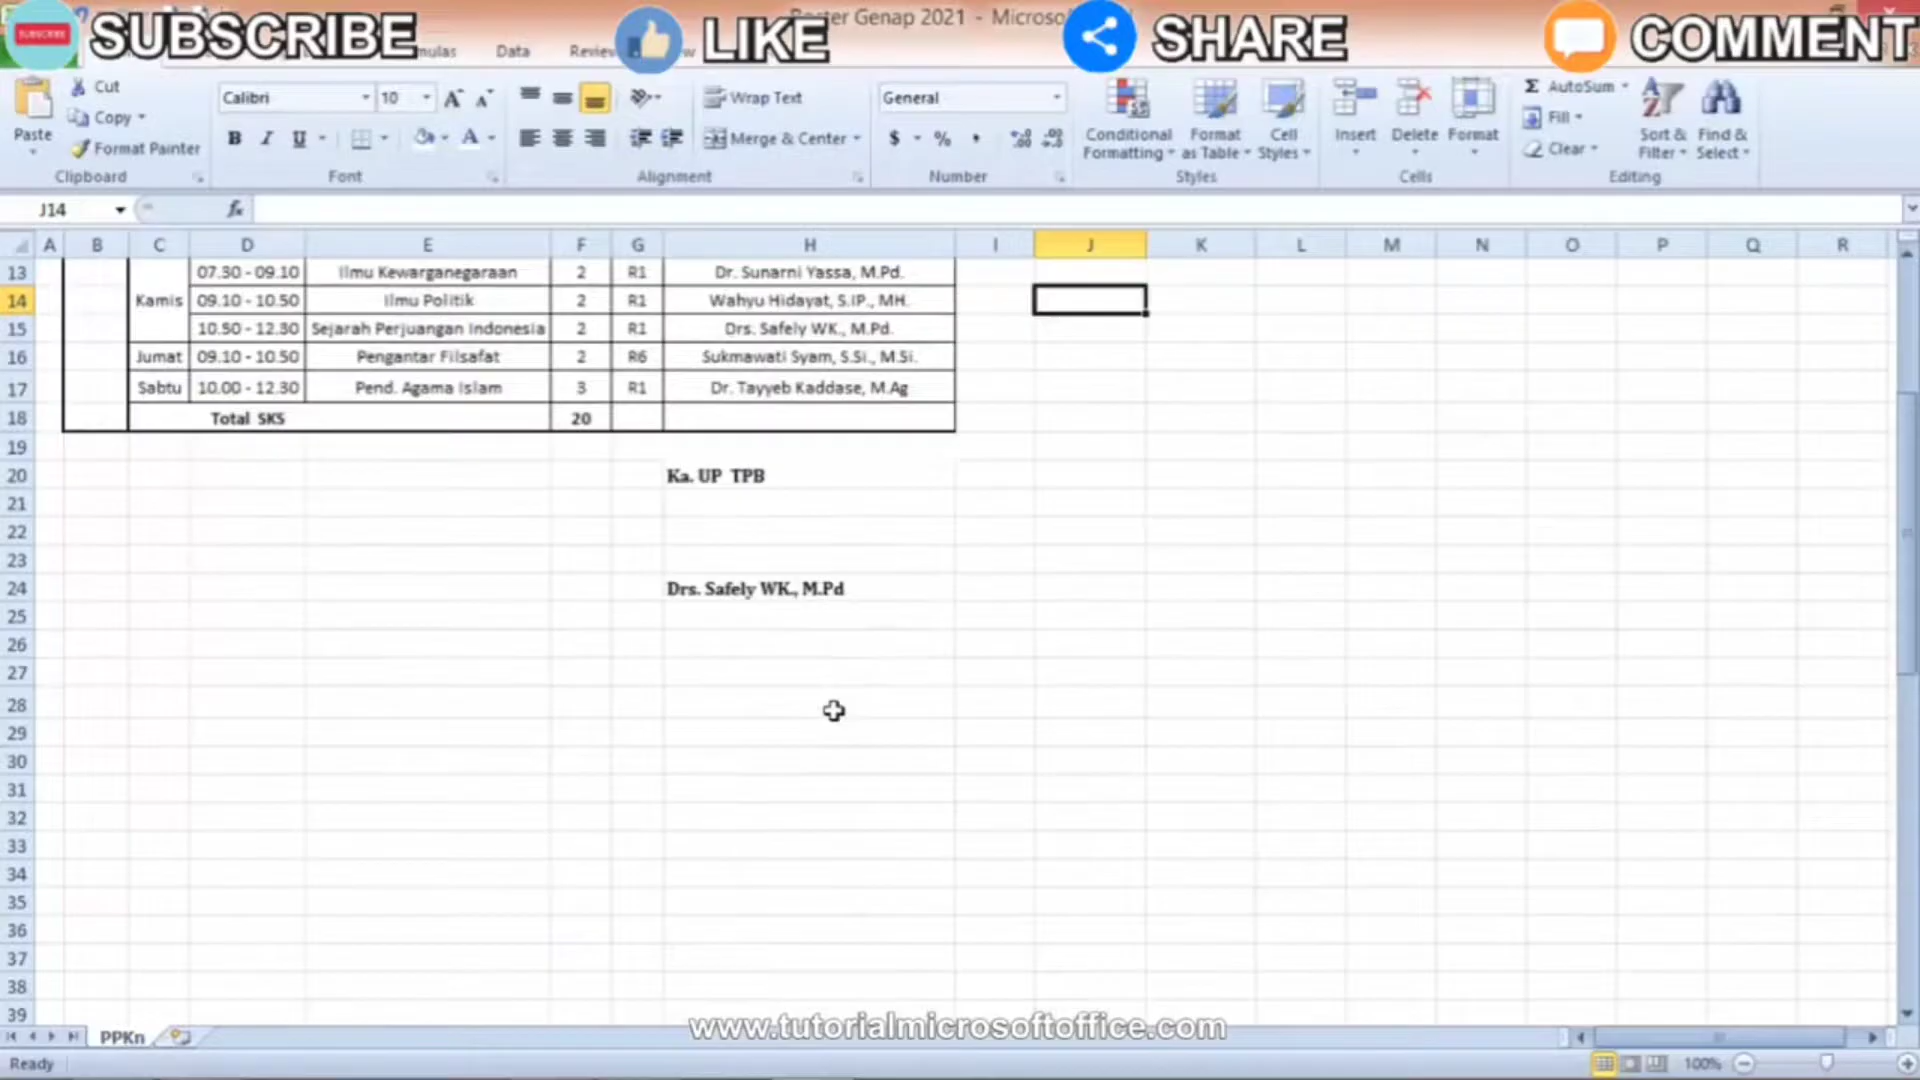 Genap 2021 - Micros
SUBSCRIBE
SUBSCRIBE LIKE SHARE COMMENT
Data Review
Cut
Copy
Format Painter
Paste
Calibri 10
B I U
Wrap Text
Merge & Center
General
$ %
Conditional Formatting
Format as Table
Cell Styles
Insert Delete Format
AutoSum
Fill
Clear
Sort & Filter
Find & Select
Clipboard Font Alignment Number Styles Cells Editing
J14 fx
A B C D E F G H I J K L M N O P Q R
13 07.30 - 09.10 Ilmu Kewarganegaraan 2 R1 Dr. Sunarni Yassa, M.Pd.
14 Kamis 09.10 - 10.50 Ilmu Politik 2 R1 Wahyu Hidayat, S.IP., MH.
15 10.50 - 12.30 Sejarah Perjuangan Indonesia 2 R1 Drs. Safely WK., M.Pd.
16 Jumat 09.10 - 10.50 Pengantar Filsafat 2 R6 Sukmawati Syam, S.Si., M.Si.
17 Sabtu 10.00 - 12.30 Pend. Agama Islam 3 R1 Dr. Tayyeb Kaddase, M.Ag
18 Total SKS 20
19
20 Ka. UP TPB
21
22
23
24 Drs. Safely WK., M.Pd
25
26
27
28
29
30
31
32
33
34
35
36
37
38
39
www.tutorialmicrosoftoffice.com
PPKn
Ready 100%